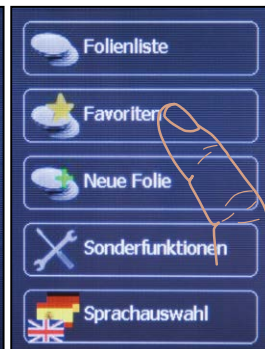 Folienliste
Favoriten
Neue Folie
Sonderfunktionen
Sprachauswahl